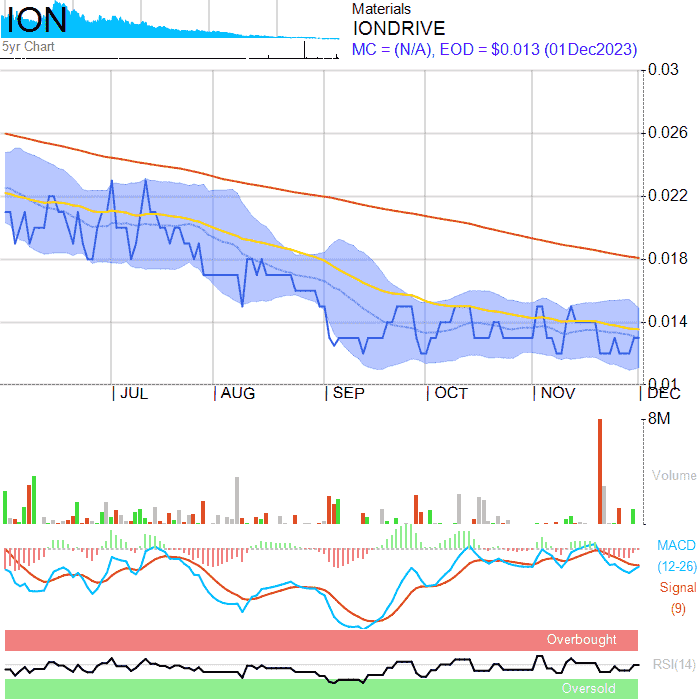 ION
5yr Chart
Materials
IONDRIVE
MC = (N/A), EOD = $0.013 (01Dec2023)
0.03
0.026
0.022
0.018
0.014
0.01
JUL AUG SEP OCT NOV DEC
8M
Volume
MACD
(12-26)
Signal
(9)
Overbought
RSI(14)
Oversold